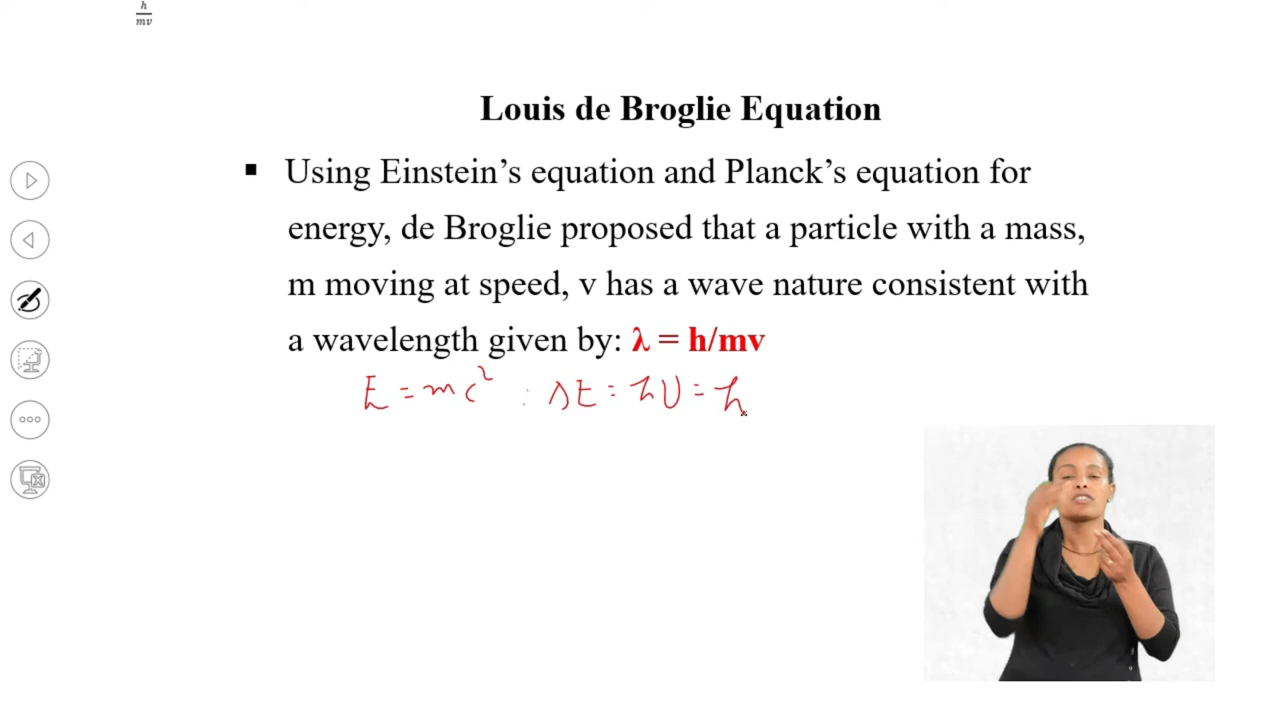 h
mv
Louis de Broglie Equation
▪ Using Einstein’s equation and Planck’s equation for
energy, de Broglie proposed that a particle with a mass,
m moving at speed, v has a wave nature consistent with
a wavelength given by: λ = h/mv
E = mc² : ΔE = hυ = h